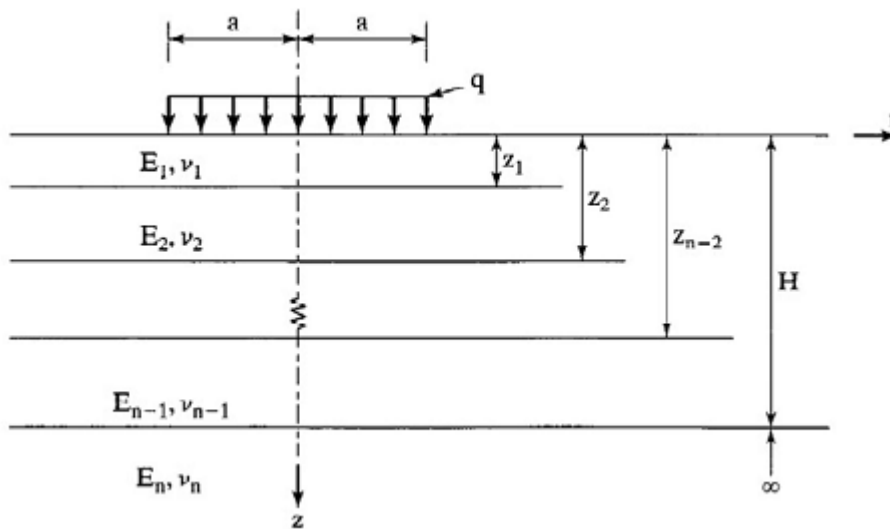 a a
q
E₁, ν₁
z₁
E₂, ν₂
z₂
zₙ₋₂
H
Eₙ₋₁, νₙ₋₁
Eₙ, νₙ
∞
z